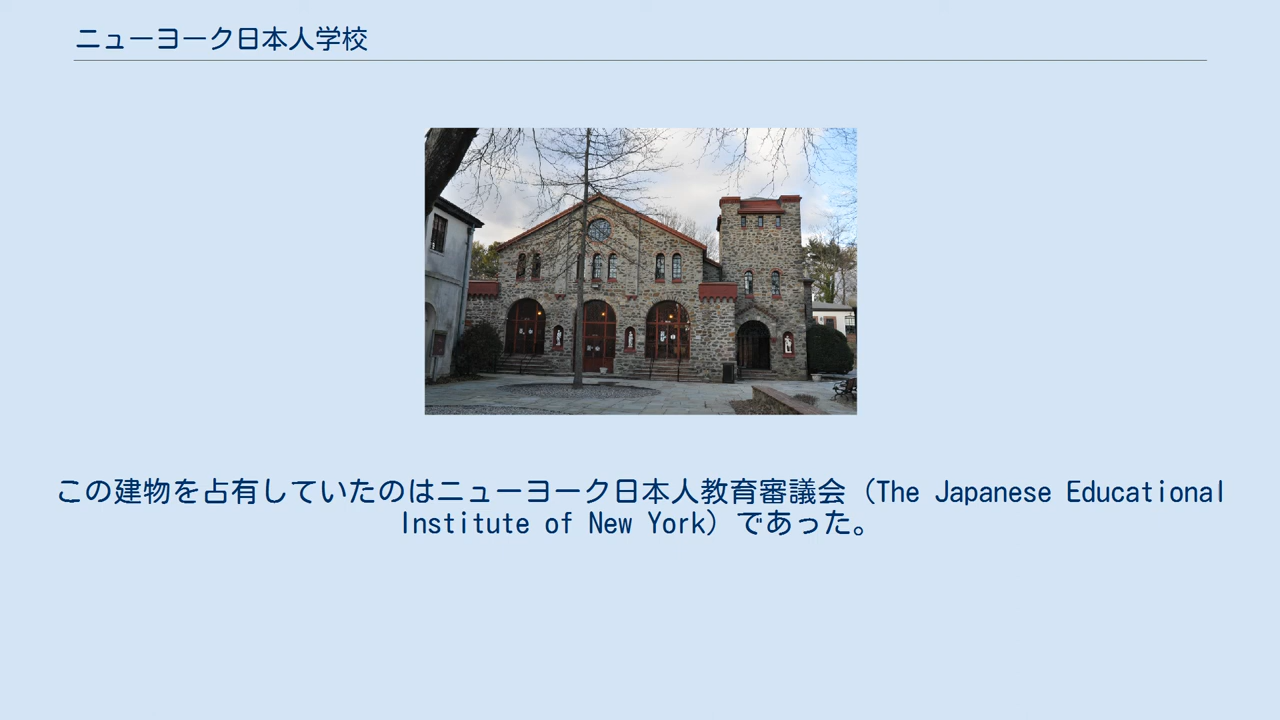 ニューヨーク日本人学校
この建物を占有していたのはニューヨーク日本人教育審議会（The Japanese Educational
Institute of New York）であった。